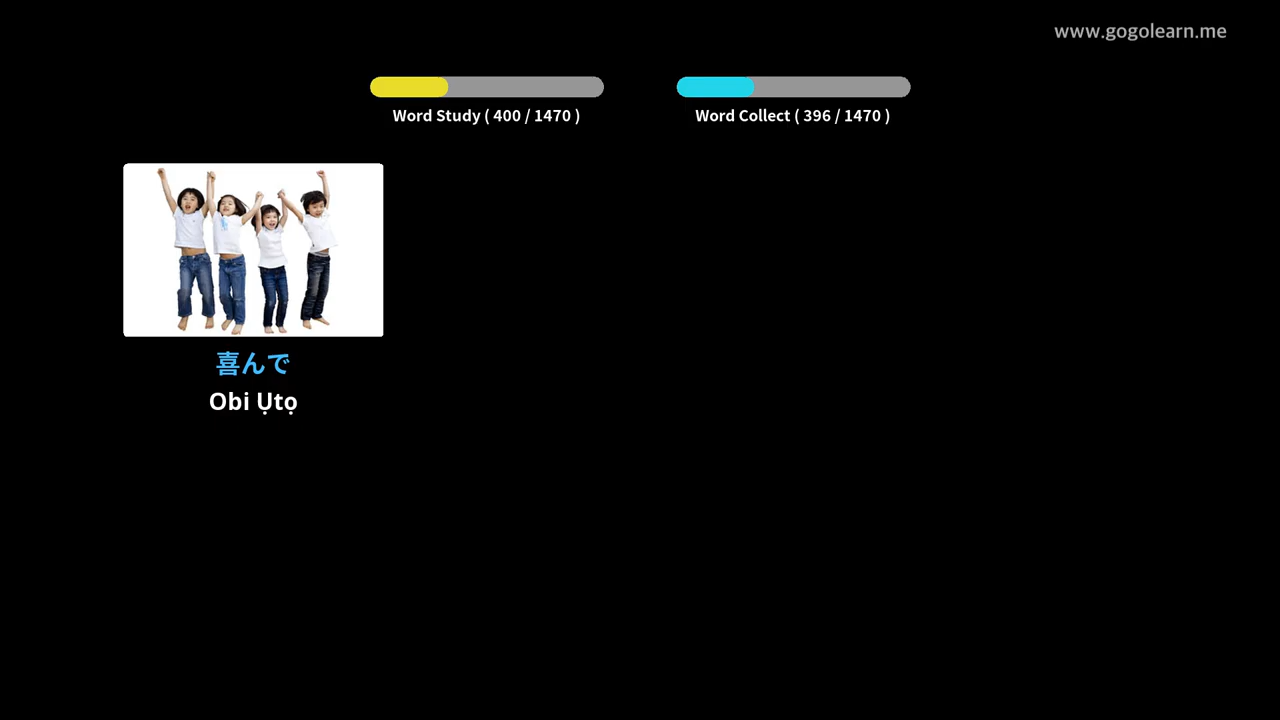 www.gogolearn.me
Word Study ( 400 / 1470 )
Word Collect ( 396 / 1470 )
喜んで
Obi Ụtọ